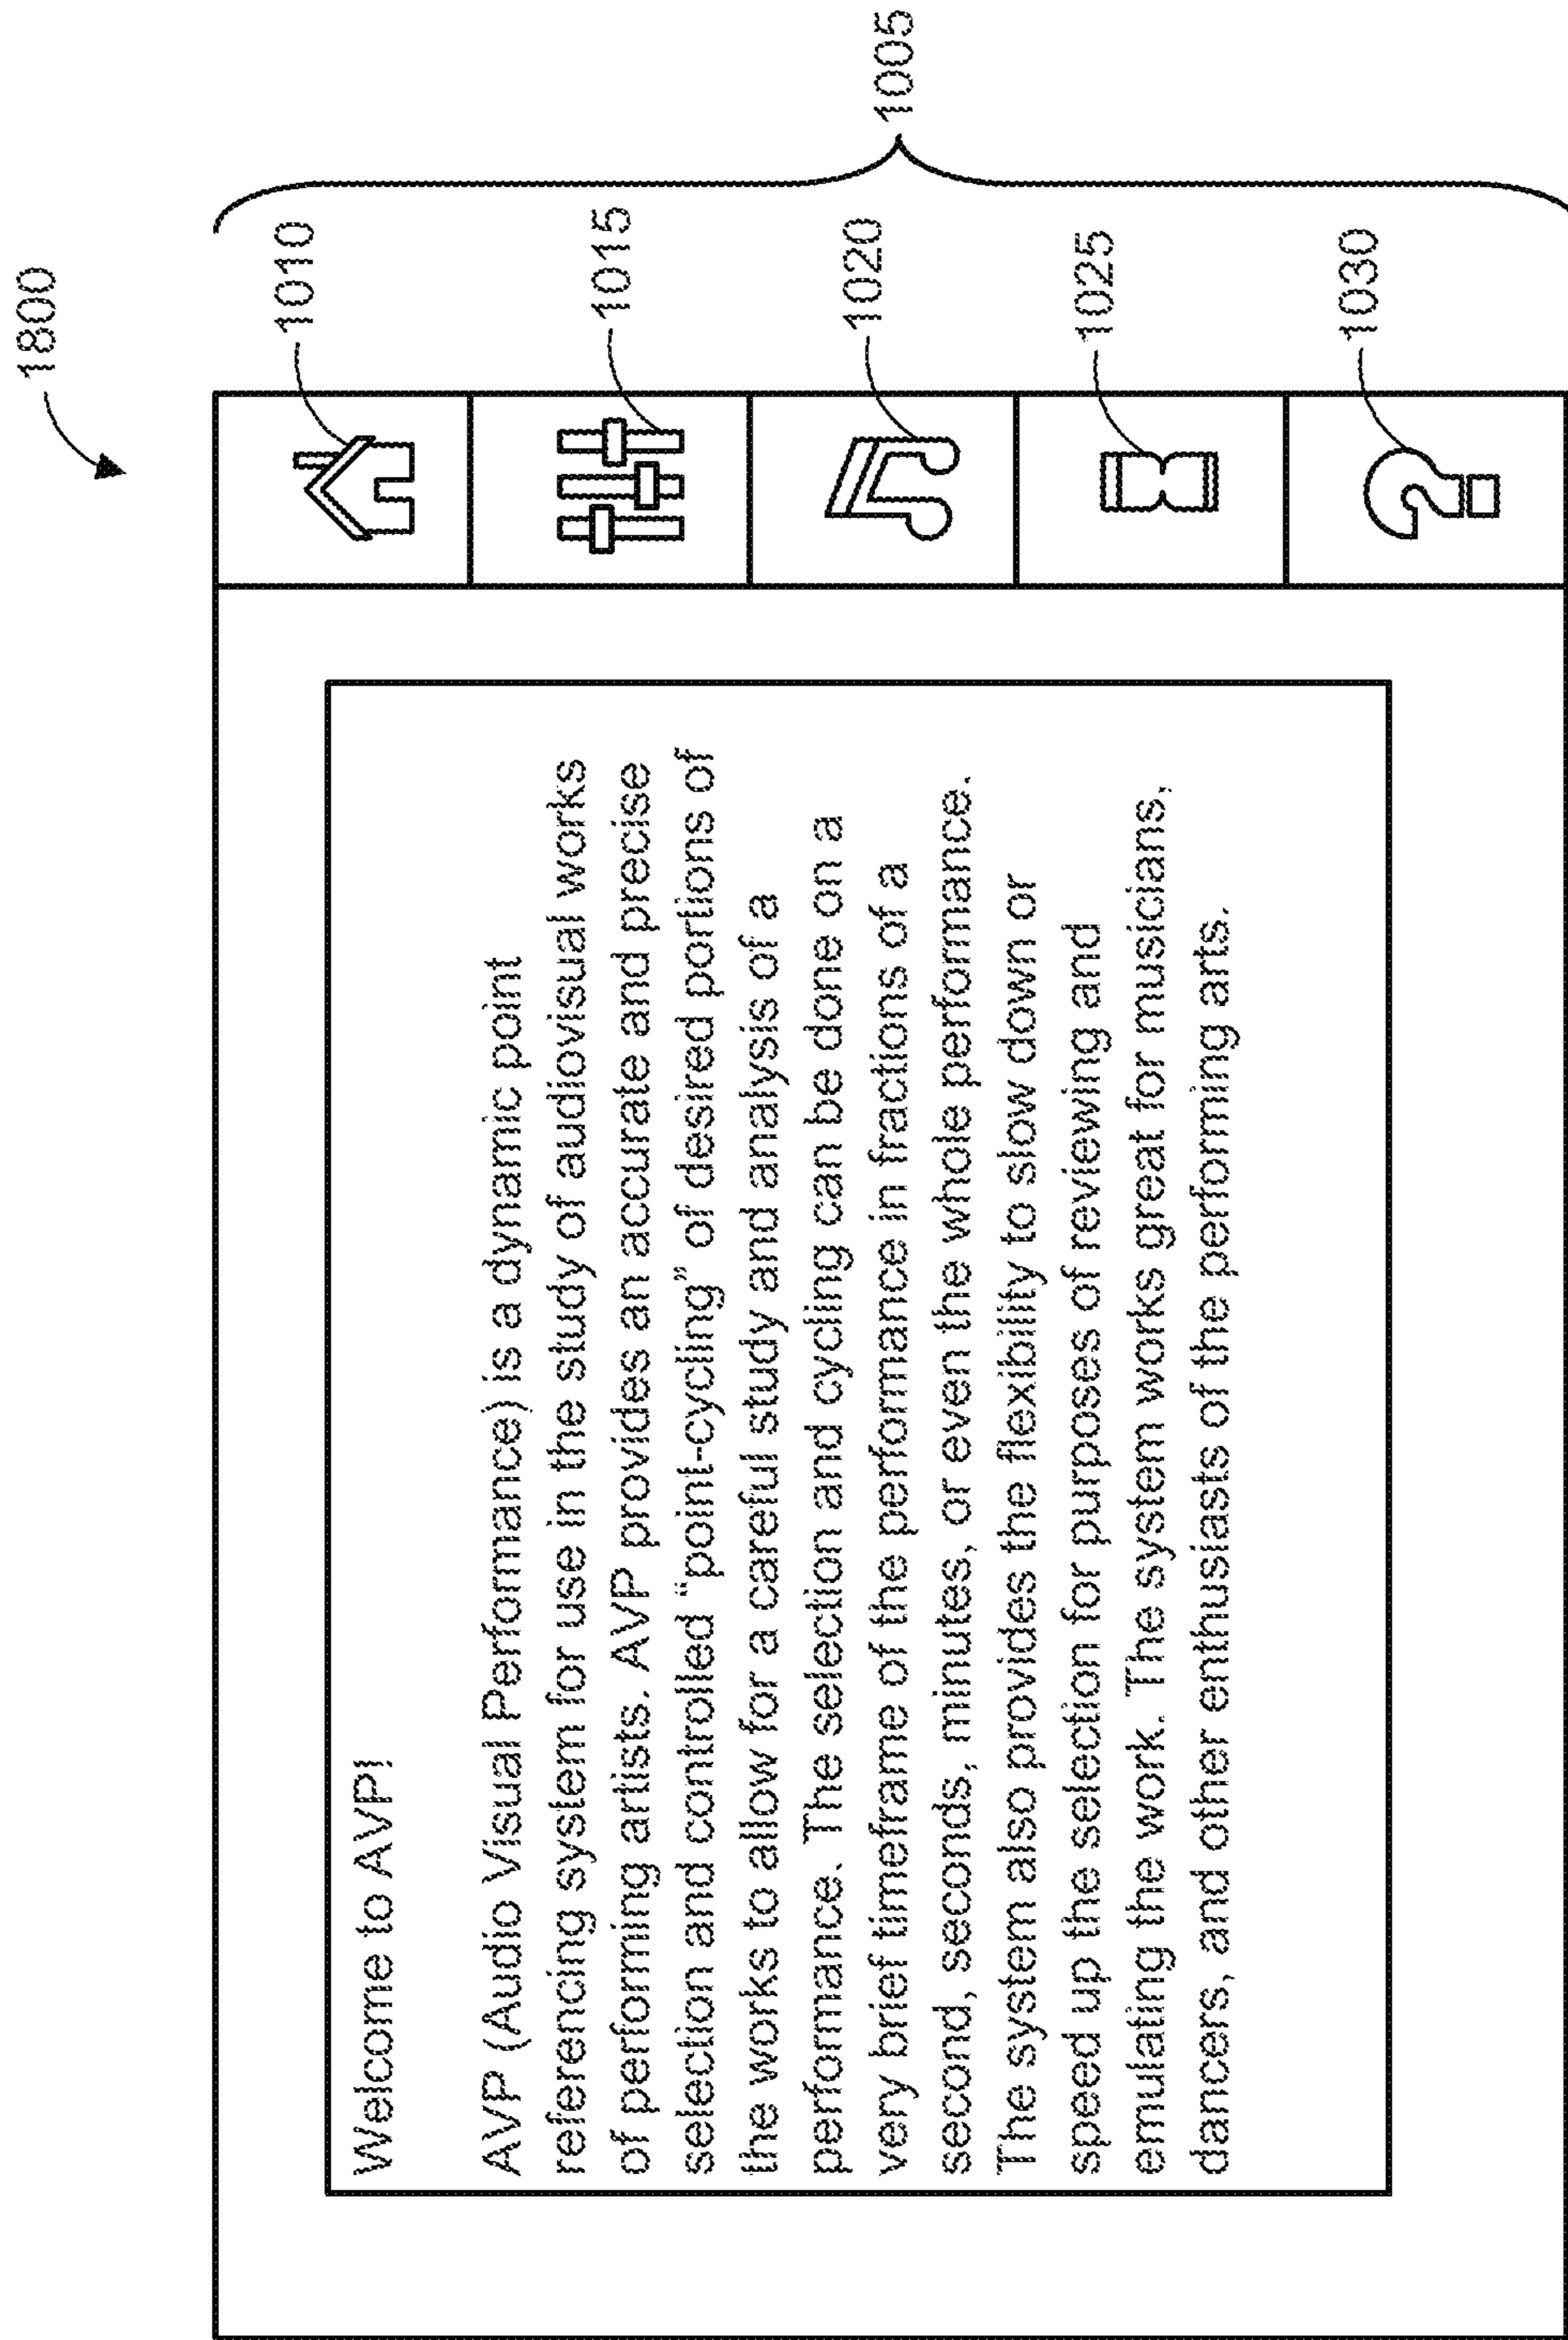 1800
Welcome to AVP!
AVP (Audio Visual Performance) is a dynamic point
referencing system for use in the study of audiovisual works
of performing artists. AVP provides an accurate and precise
selection and controlled "point-cycling" of desired portions of
the works to allow for a careful study and analysis of a
performance. The selection and cycling can be done on a
very brief timeframe of the performance in fractions of a
second, seconds, minutes, or even the whole performance.
The system also provides the flexibility to slow down or
speed up the selection for purposes of reviewing and
emulating the work. The system works great for musicians,
dancers, and other enthusiasts of the performing arts.
1010
1015
1020
1025
1030
1005